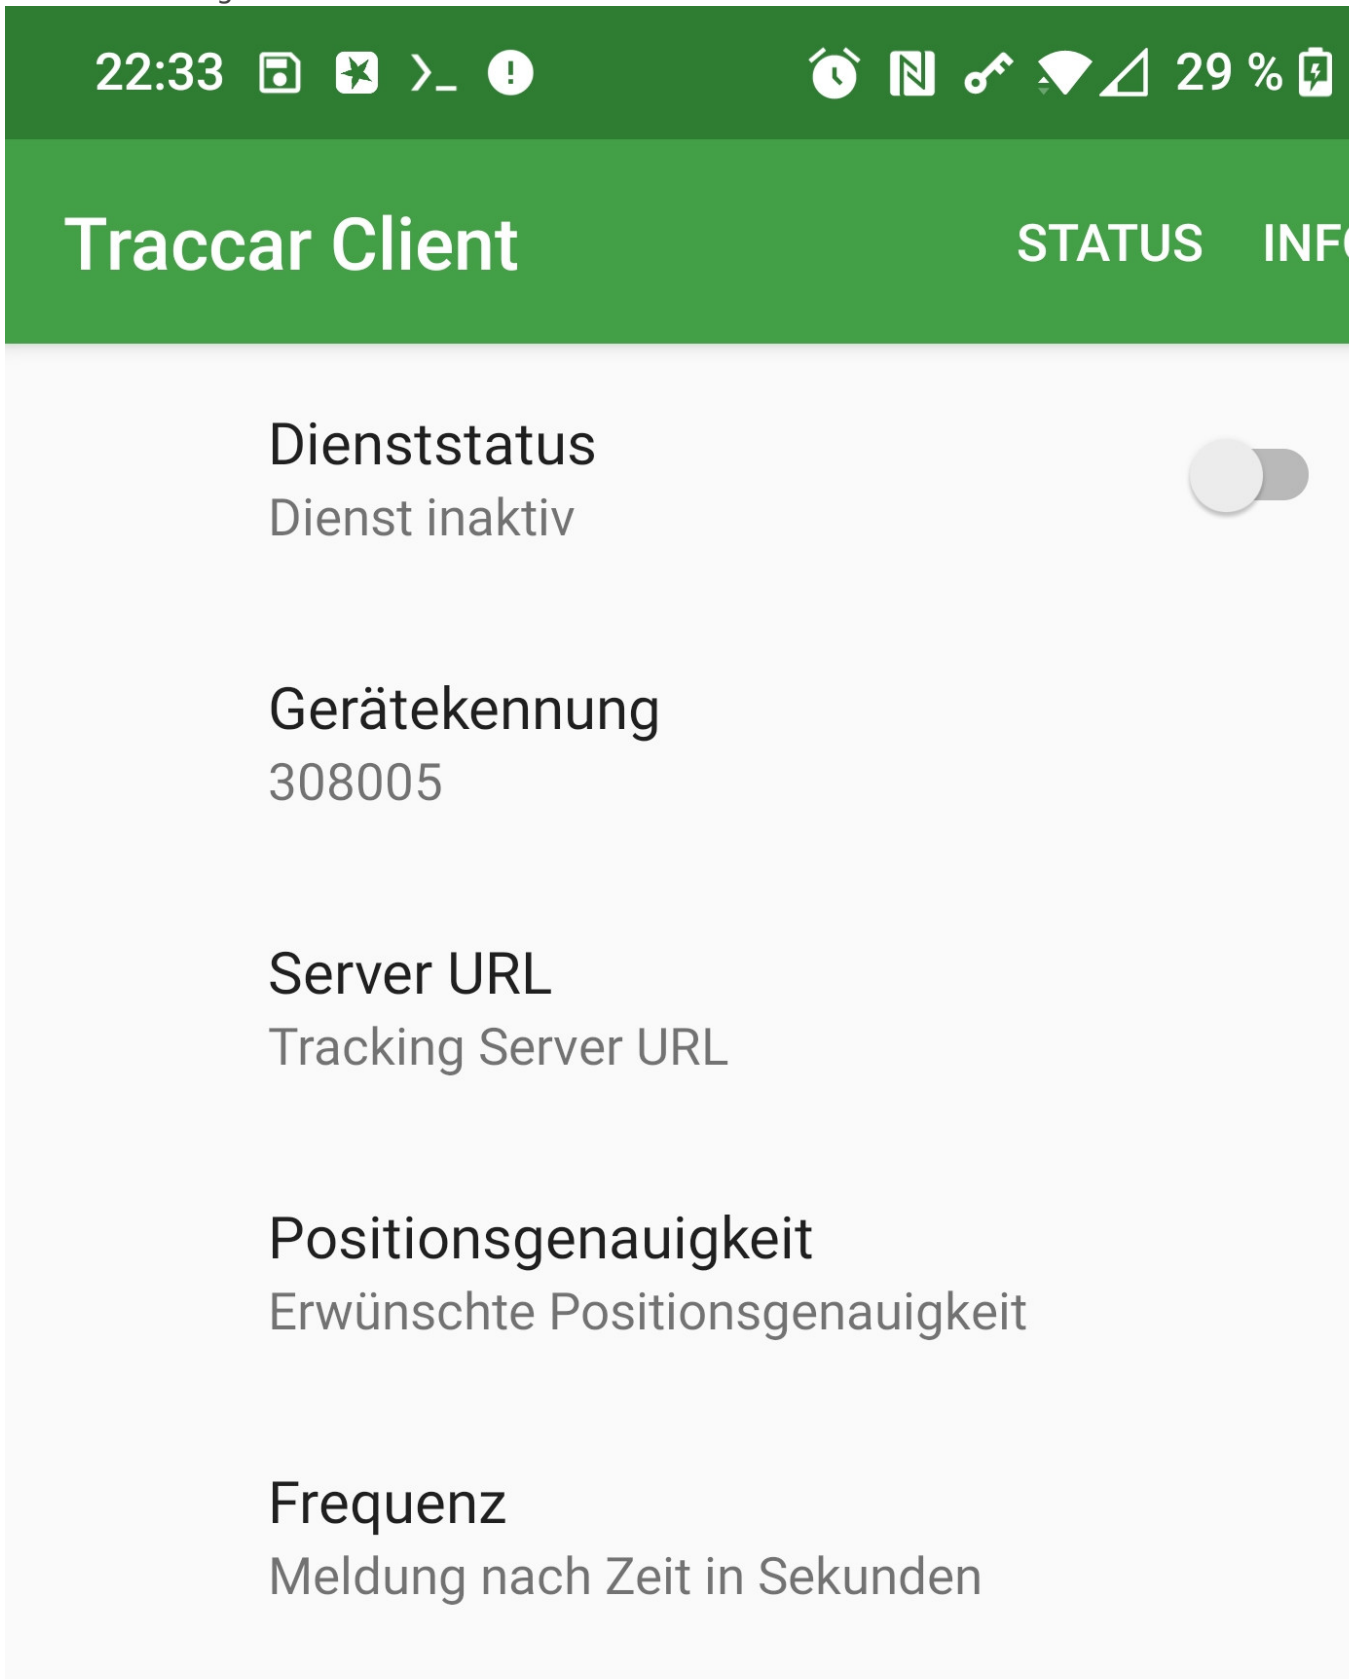 22:33 29 %
Traccar Client STATUS INFO
Dienststatus
Dienst inaktiv
Gerätekennung
308005
Server URL
Tracking Server URL
Positionsgenauigkeit
Erwünschte Positionsgenauigkeit
Frequenz
Meldung nach Zeit in Sekunden